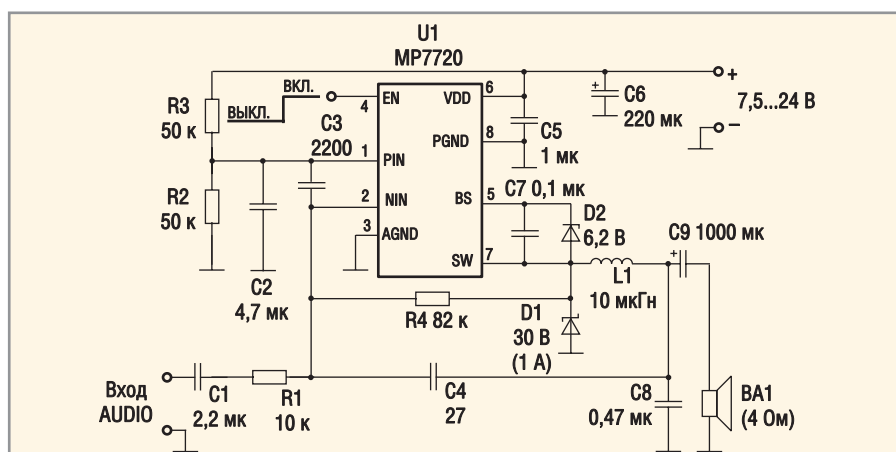 U1
MP7720
R3
50 к
ВЫКЛ.
ВКЛ.
4
EN
C3
2200
1
PIN
2
NIN
3
AGND
VDD
6
PGND
8
BS
5
SW
7
C5
1 мк
C6
220 мк
+
+
7,5...24 В
–
R2
50 к
C2
4,7 мк
C7 0,1 мк
D2
6,2 В
C9 1000 мк
+
L1
10 мкГн
R4 82 к
D1
30 В
(1 А)
Вход
AUDIO
C1
2,2 мк
R1
10 к
C4
27
C8
0,47 мк
BA1
(4 Ом)